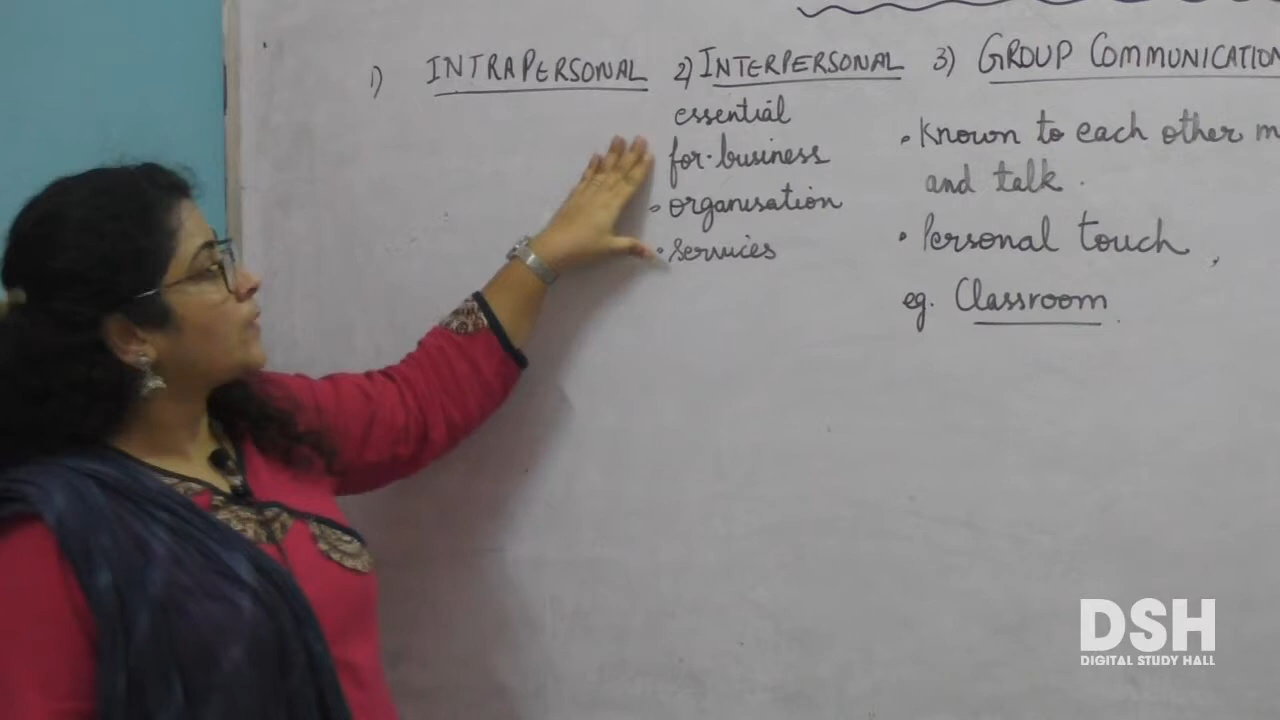 1) INTRAPERSONAL
2) INTERPERSONAL
essential
for business
• organisation
• services
3) GROUP COMMUNICATION
• Known to each other m
and talk.
• Personal touch,
eg. Classroom
DSH
DIGITAL STUDY HALL